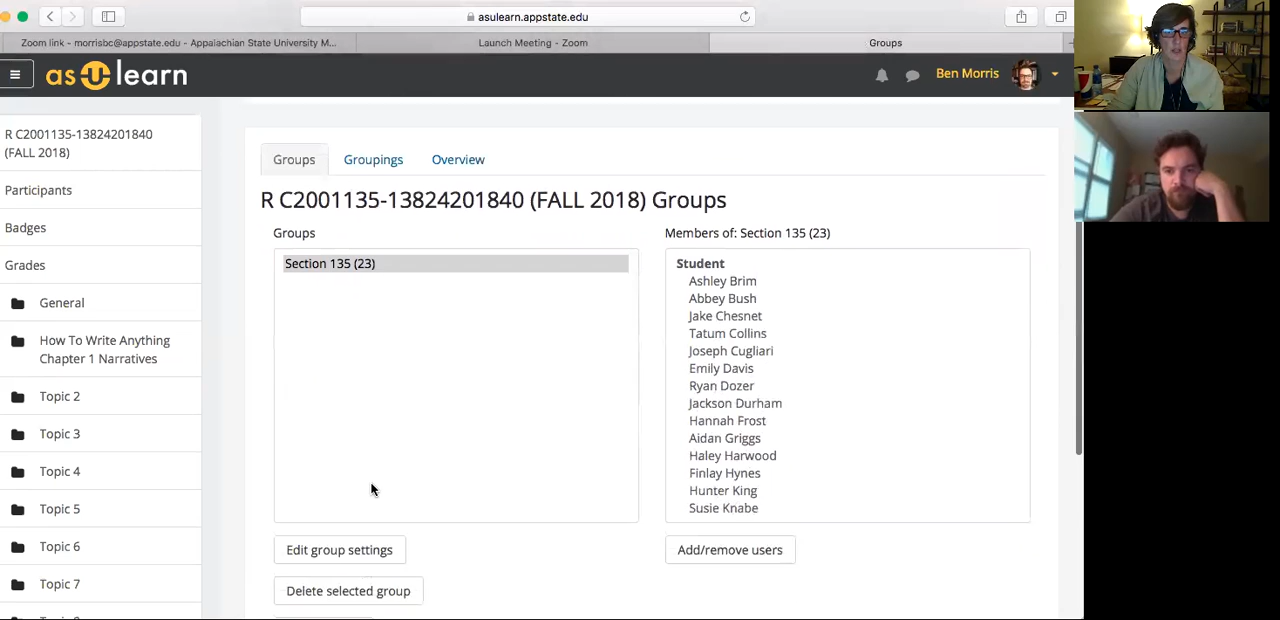 asulearn.appstate.edu
Zoom link - morrisbc@appstate.edu - Appalachian State University M...
Launch Meeting - Zoom
Groups
asULearn
Ben Morris
R C2001135-13824201840
(FALL 2018)
Participants
Badges
Grades
General
How To Write Anything
Chapter 1 Narratives
Topic 2
Topic 3
Topic 4
Topic 5
Topic 6
Topic 7
Groups
Groupings
Overview
R C2001135-13824201840 (FALL 2018) Groups
Groups
Section 135 (23)
Edit group settings
Delete selected group
Members of: Section 135 (23)
Student
Ashley Brim
Abbey Bush
Jake Chesnet
Tatum Collins
Joseph Cugliari
Emily Davis
Ryan Dozer
Jackson Durham
Hannah Frost
Aidan Griggs
Haley Harwood
Finlay Hynes
Hunter King
Susie Knabe
Add/remove users